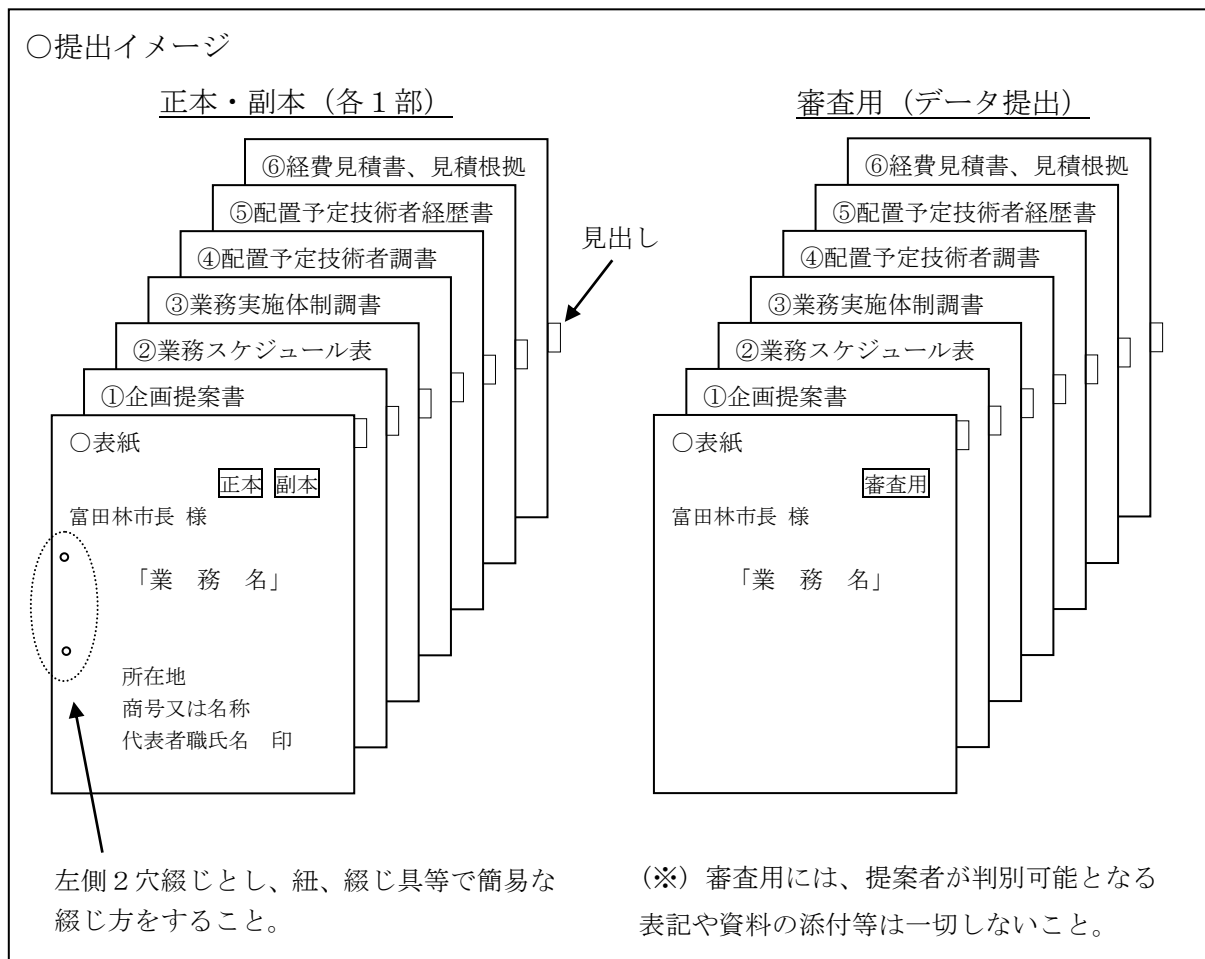 ○提出イメージ
正本・副本（各１部）
⑥経費見積書、見積根拠
⑤配置予定技術者経歴書
④配置予定技術者調書
③業務実施体制調書
②業務スケジュール表
①企画提案書
○表紙
正本 副本
富田林市長 様
「業　務　名」
所在地
商号又は名称
代表者職氏名　印
見出し
左側２穴綴じとし、紐、綴じ具等で簡易な
綴じ方をすること。
審査用（データ提出）
⑥経費見積書、見積根拠
⑤配置予定技術者経歴書
④配置予定技術者調書
③業務実施体制調書
②業務スケジュール表
①企画提案書
○表紙
審査用
富田林市長 様
「業　務　名」
（※）審査用には、提案者が判別可能となる
表記や資料の添付等は一切しないこと。